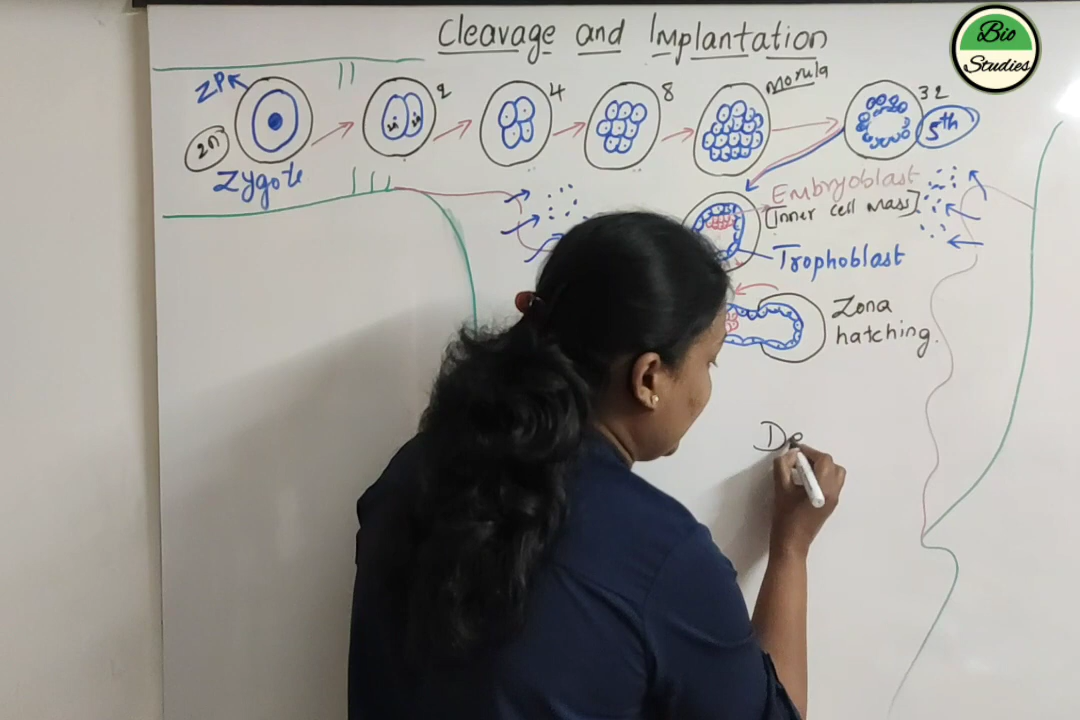 Cleavage and Implantation
Bio
Studies
ZP
2
4
8
Morula
32
5th
2n
Zygote
Embryoblast
[Inner cell mass]
Trophoblast
Zona
hatching.
De